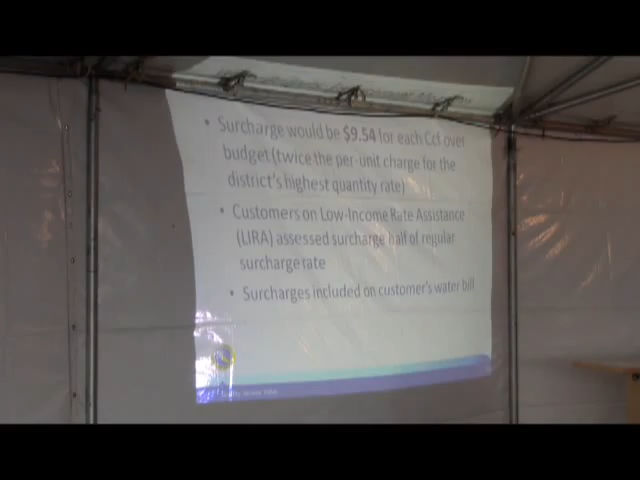 • Surcharge would be $9.54 for each Ccf over
budget (twice the per-unit charge for the
district's highest quantity rate)
• Customers on Low-Income Rate Assistance
(LIRA) assessed surcharge half of regular
surcharge rate
• Surcharges included on customer's water bill